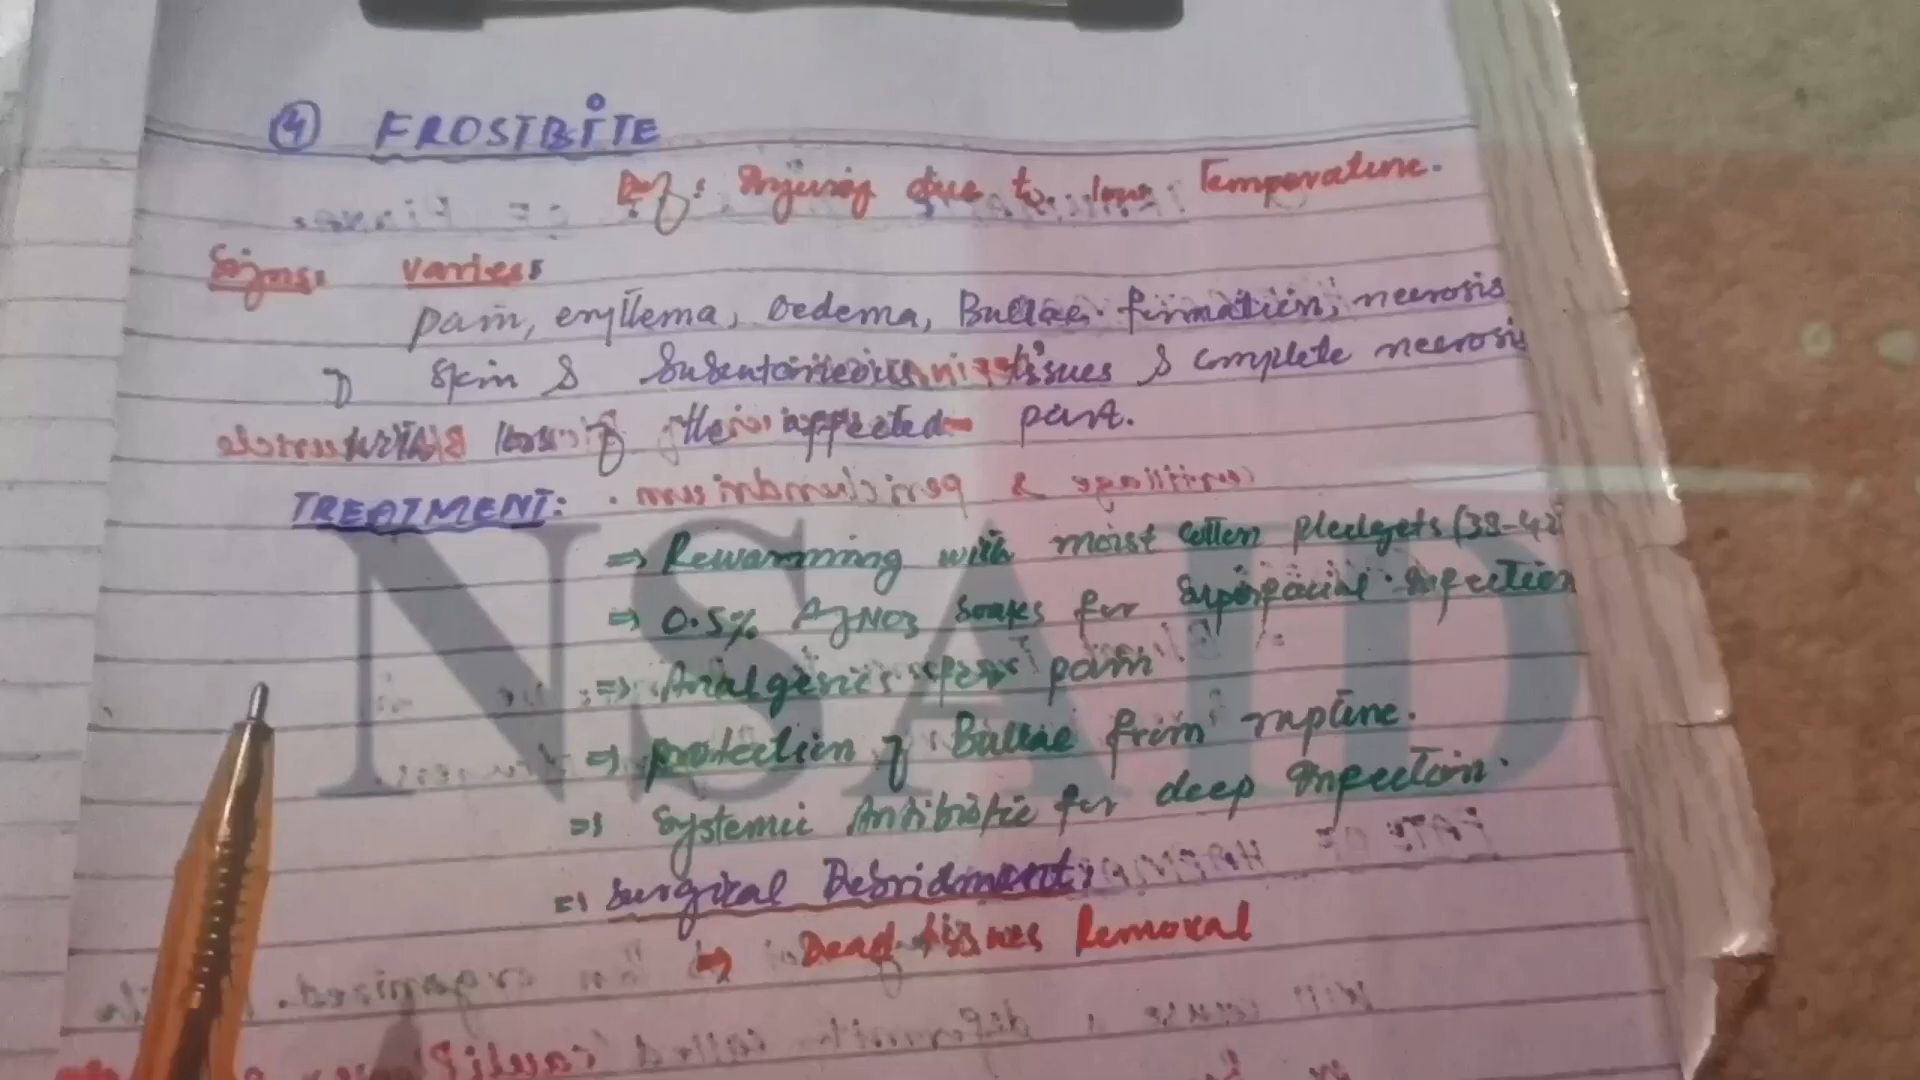 ④ FROSTBITE
Def: Injury due to low Temperature.
Signs: varies:
pain, erythema, Oedema, Bullae formation, necrosis
of skin & Subcutaneous tissues & complete necrosis
with loss of the affected part.
TREATMENT:
⇒ Rewarming with moist cotton pledgets (38-42
⇒ 0.5% AgNO3 soaks for superfacial infection
⇒ Analgesics for pain
⇒ protection of Bullae from rupture.
⇒ Systemic Antibiotic for deep infection.
⇒ Surgical Debridment:
⇒ Dead tissues Removal
NSAID